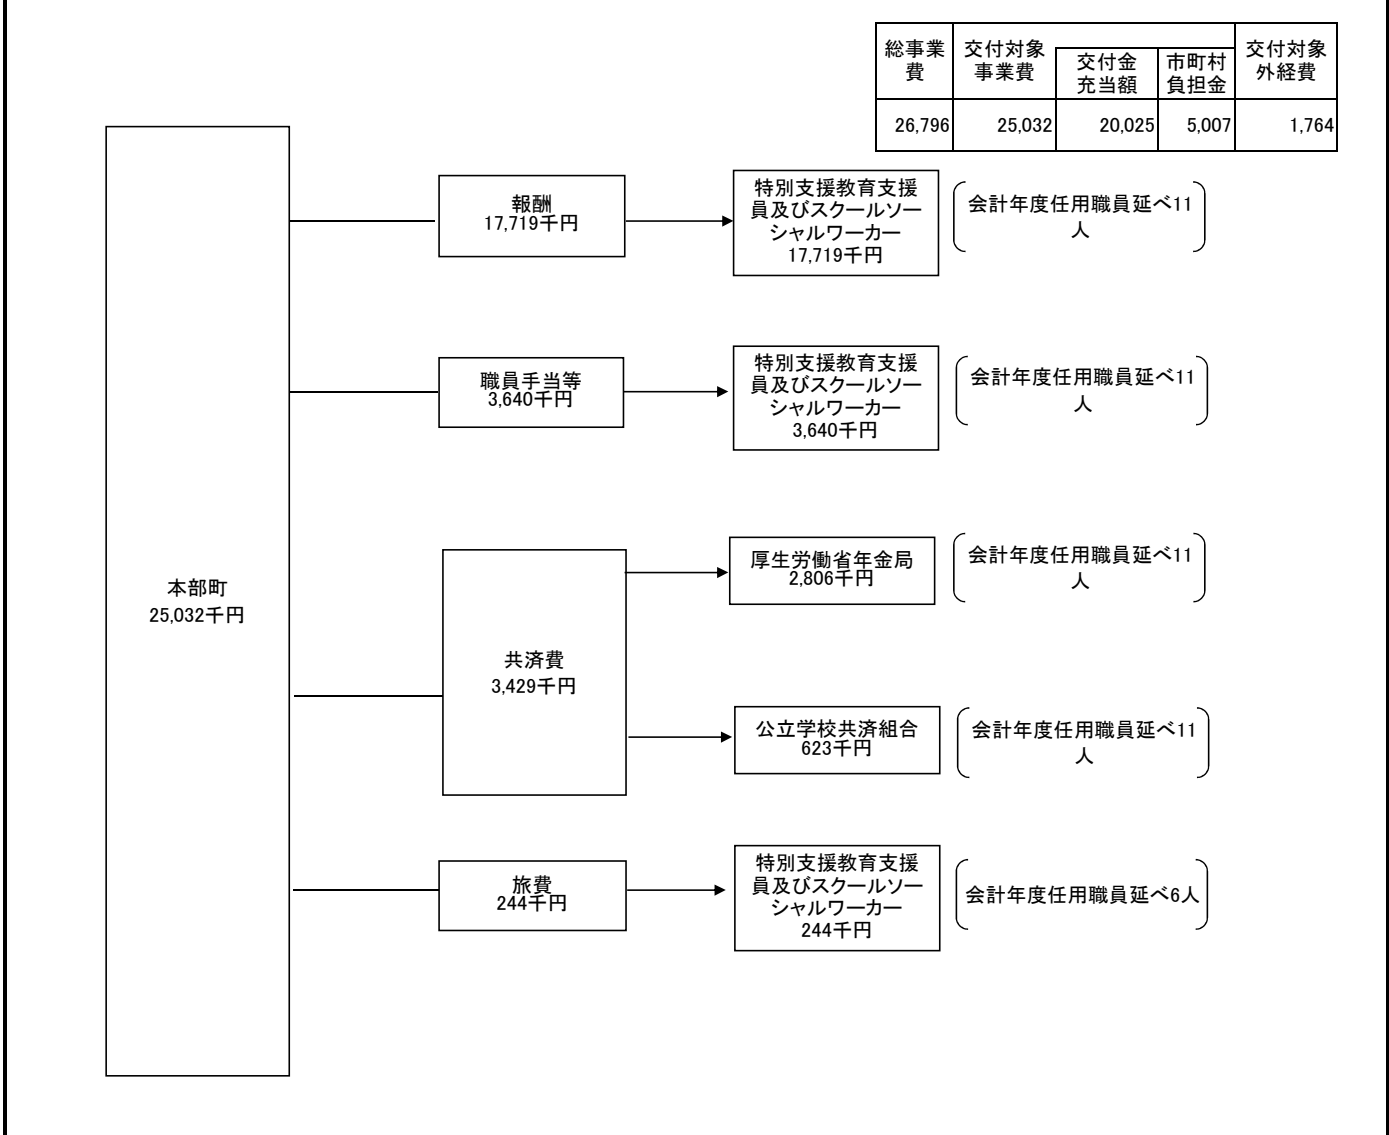 総事業
費
交付対象
事業費
交付金
充当額
市町村
負担金
交付対象
外経費
26,796
25,032
20,025
5,007
1,764
本部町
25,032千円
報酬
17,719千円
特別支援教育支援
員及びスクールソー
シャルワーカー
17,719千円
会計年度任用職員延べ11
人
職員手当等
3,640千円
特別支援教育支援
員及びスクールソー
シャルワーカー
3,640千円
会計年度任用職員延べ11
人
共済費
3,429千円
厚生労働省年金局
2,806千円
会計年度任用職員延べ11
人
公立学校共済組合
623千円
会計年度任用職員延べ11
人
旅費
244千円
特別支援教育支援
員及びスクールソー
シャルワーカー
244千円
会計年度任用職員延べ6人